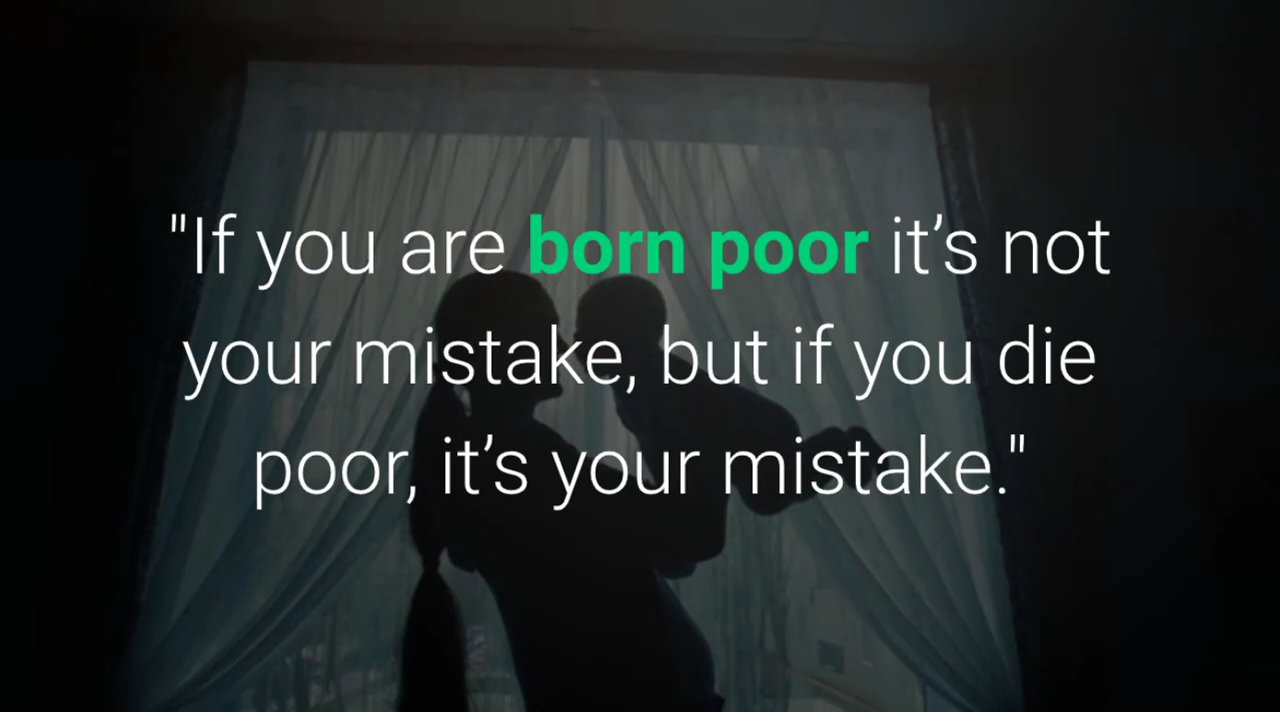 "If you are born poor it’s not
your mistake, but if you die
poor, it’s your mistake."